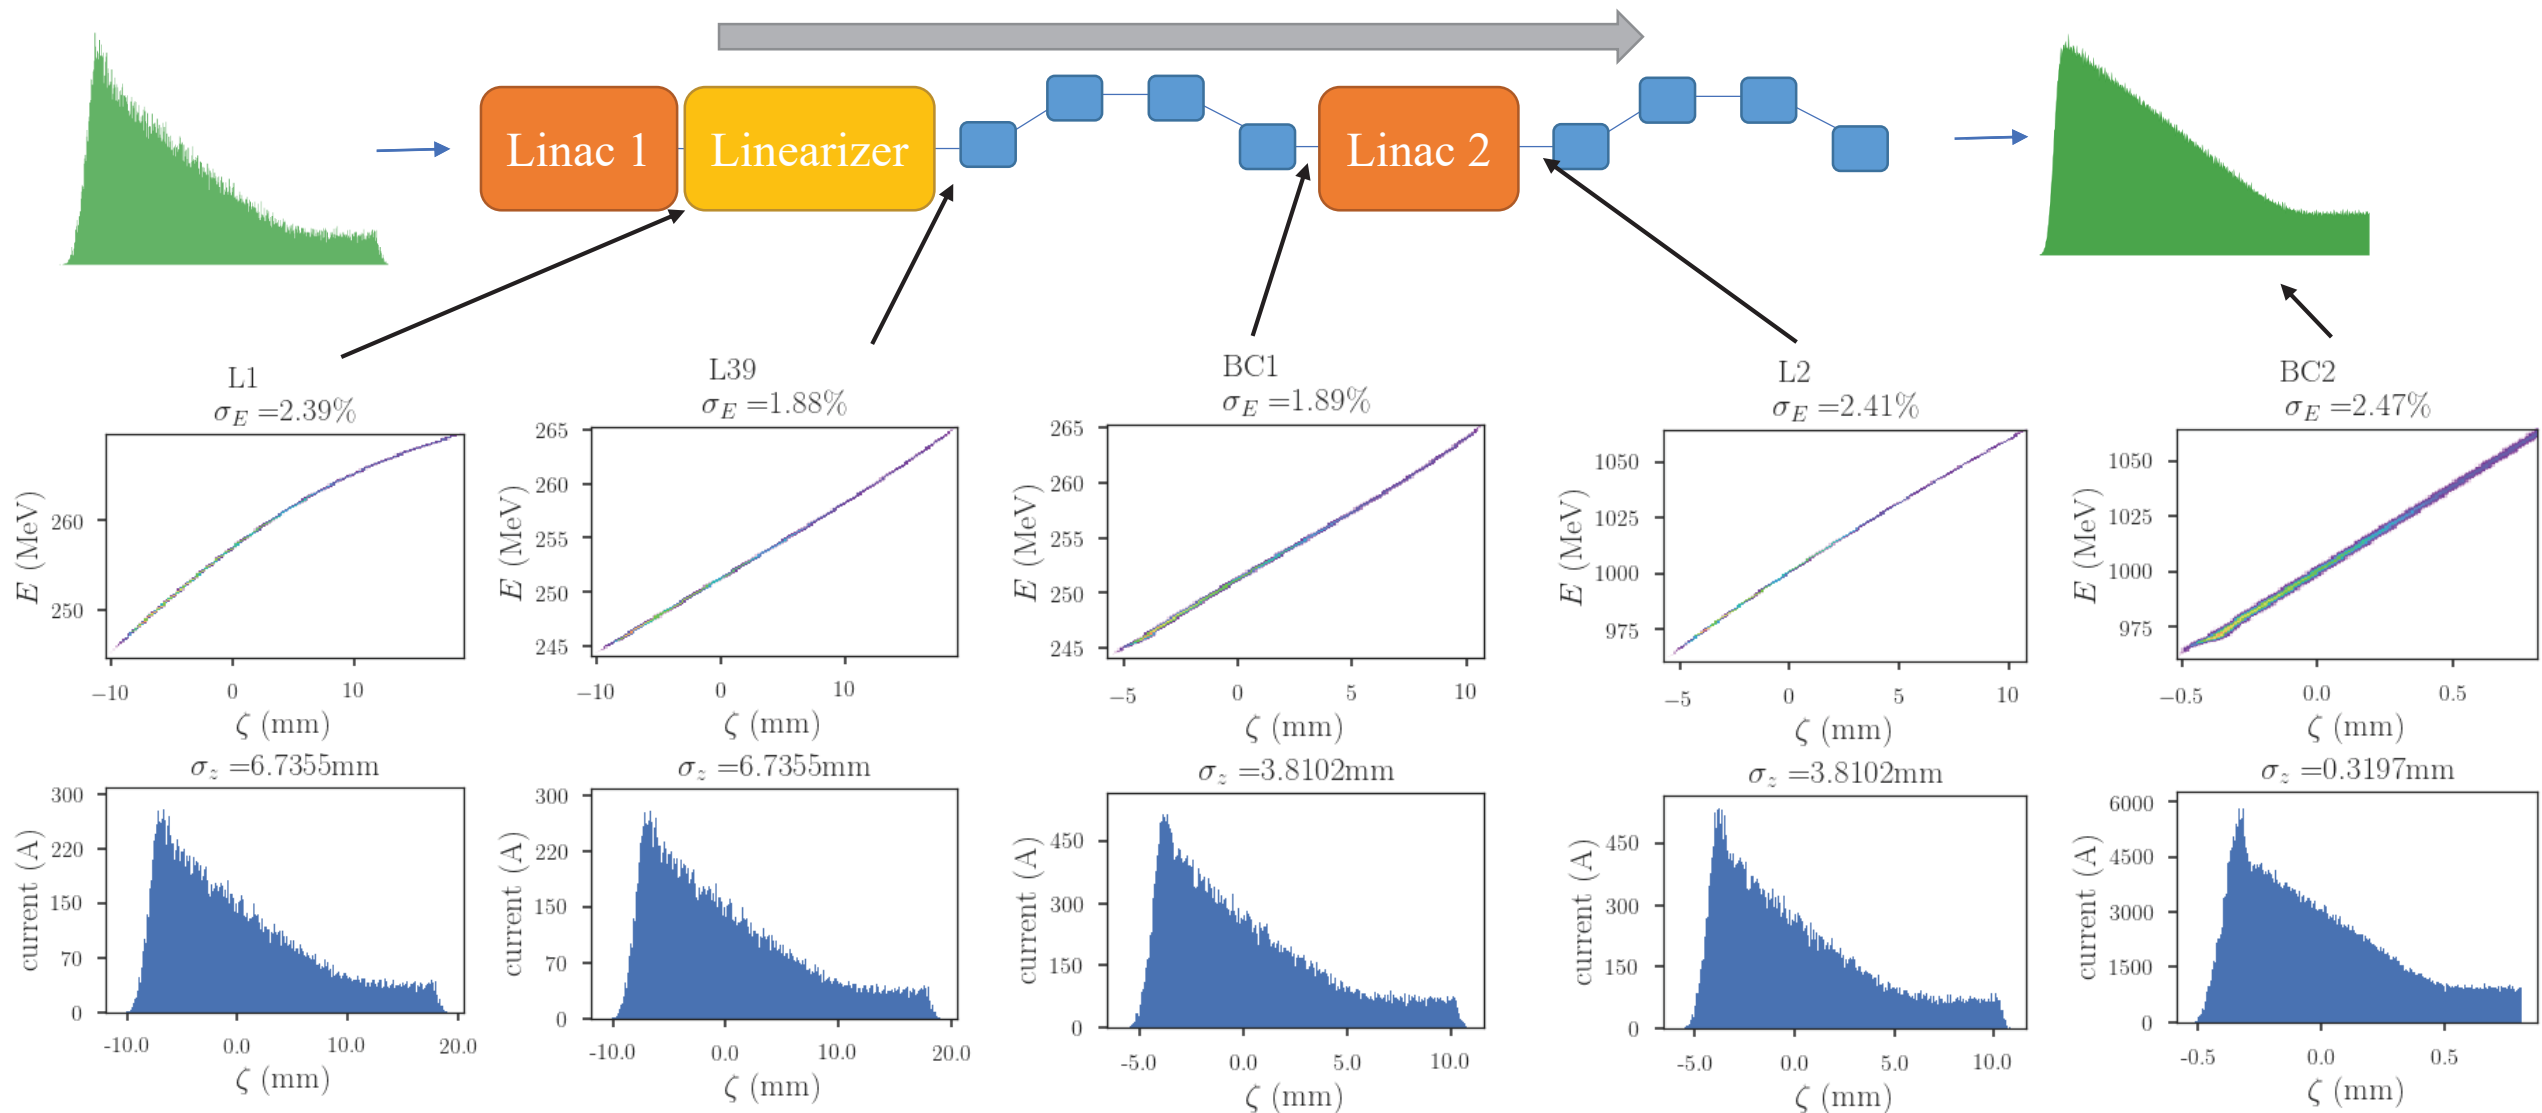 Linac 1
Linearizer
Linac 2
L1
σ_E =2.39%
L39
σ_E =1.88%
BC1
σ_E =1.89%
L2
σ_E =2.41%
BC2
σ_E =2.47%
E (MeV)
260
250
−10 0 10
ζ (mm)
E (MeV)
265
260
255
250
245
−10 0 10
ζ (mm)
E (MeV)
265
260
255
250
245
−5 0 5 10
ζ (mm)
E (MeV)
1050
1025
1000
975
−5 0 5 10
ζ (mm)
E (MeV)
1050
1025
1000
975
−0.5 0.0 0.5
ζ (mm)
σ_z =6.7355mm
current (A)
300
220
150
70
0
-10.0 0.0 10.0 20.0
ζ (mm)
σ_z =6.7355mm
current (A)
300
220
150
70
0
-10.0 0.0 10.0 20.0
ζ (mm)
σ_z =3.8102mm
current (A)
450
300
150
0
-5.0 0.0 5.0 10.0
ζ (mm)
σ_z =3.8102mm
current (A)
450
300
150
0
-5.0 0.0 5.0 10.0
ζ (mm)
σ_z =0.3197mm
current (A)
6000
4500
3000
1500
0
-0.5 0.0 0.5
ζ (mm)